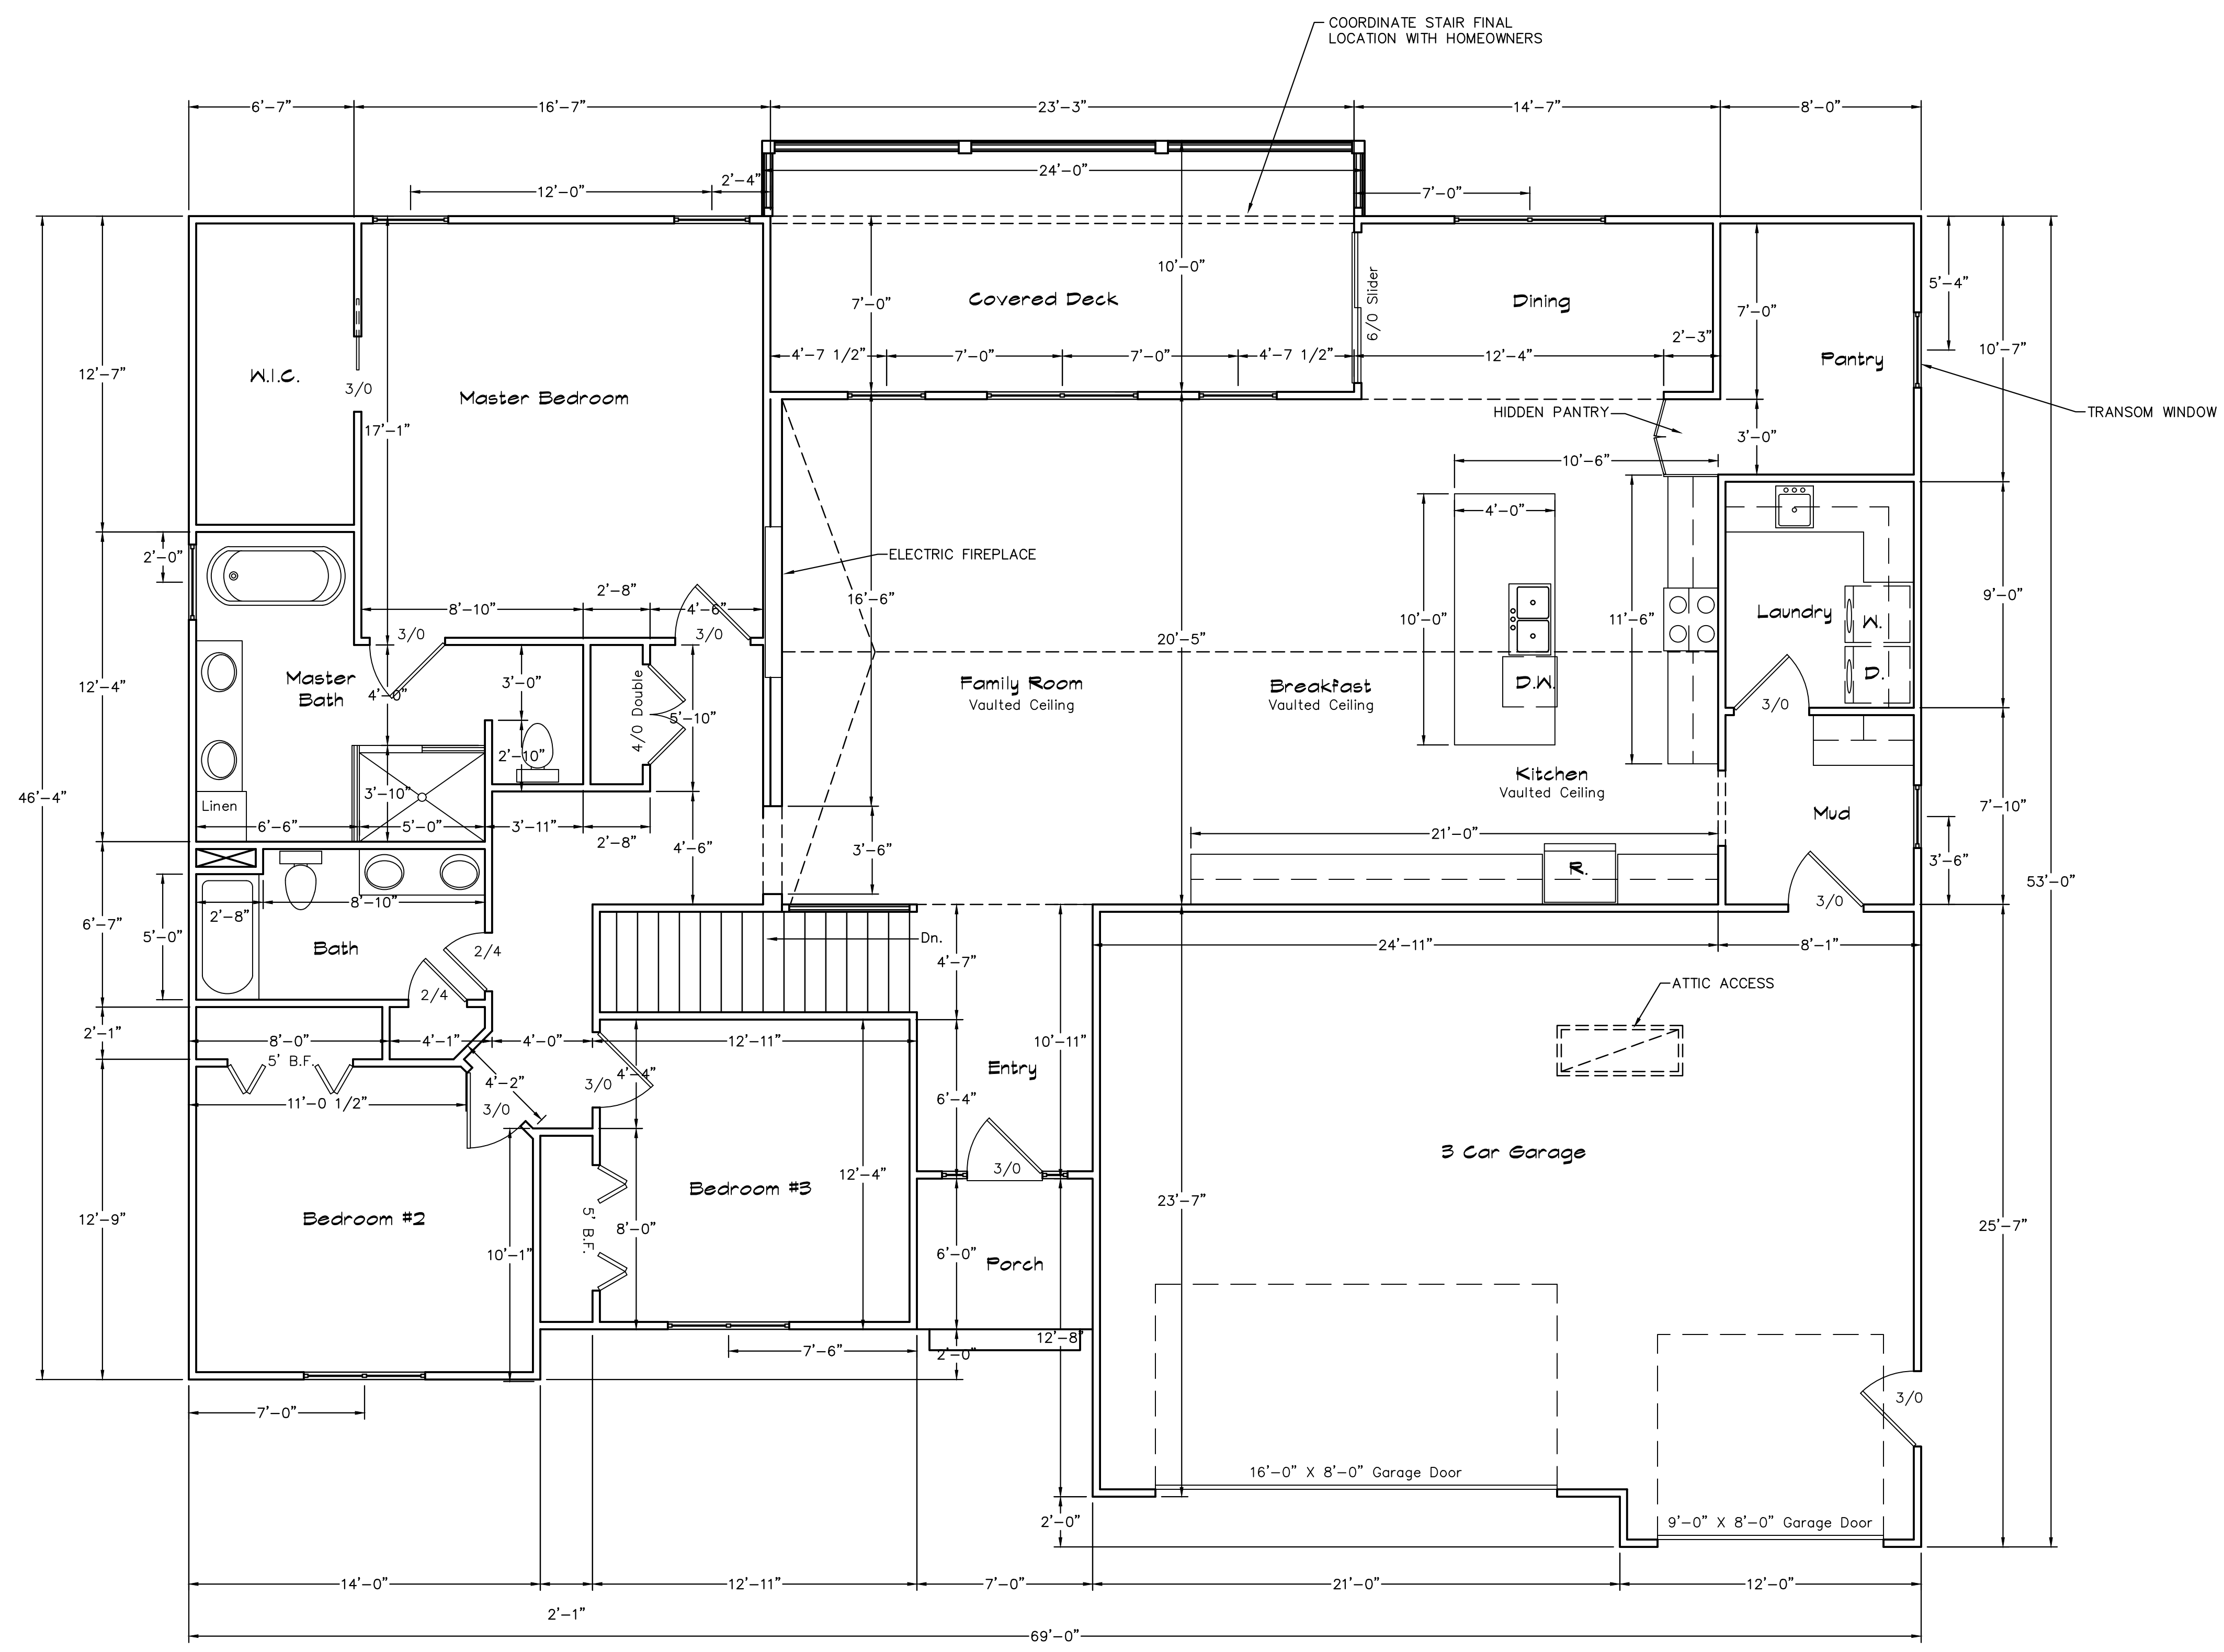 COORDINATE STAIR FINAL
LOCATION WITH HOMEOWNERS
6'-7" 16'-7" 23'-3" 14'-7" 8'-0"
24'-0"
12'-0" 2'-4" 7'-0"
10'-0"
5'-4"
7'-0" Covered Deck 6/0 Slider Dining 7'-0"
2'-3"
4'-7 1/2" 7'-0" 7'-0" 4'-7 1/2" 12'-4" Pantry 10'-7"
12'-7" W.I.C. 3/0 Master Bedroom
HIDDEN PANTRY TRANSOM WINDOW
17'-1" 3'-0"
10'-6"
4'-0"
2'-0" ELECTRIC FIREPLACE
2'-8" 16'-6" 9'-0"
8'-10" 4'-6" 10'-0" 11'-6" Laundry W.
3/0 3/0 20'-5"
Master
Bath
12'-4" 4'-0" 3'-0" 4/0 Double 5'-10"
Family Room
Vaulted Ceiling
Breakfast
Vaulted Ceiling
D.W. D.
3/0
2'-10"
Kitchen
Vaulted Ceiling
46'-4" Linen 3'-10" Mud 7'-10"
6'-6" 5'-0" 3'-11" 2'-8" 4'-6" 3'-6" 21'-0"
R. 3'-6"
53'-0"
2'-8" 8'-10" 3/0
6'-7" 5'-0" Bath 2/4 Dn. 24'-11" 8'-1"
4'-7"
2/4 ATTIC ACCESS
2'-1" 8'-0" 4'-1" 4'-0" 12'-11" 10'-11"
5' B.F. 4'-2" 3/0 4'-4" Entry
11'-0 1/2" 3/0 6'-4"
3 Car Garage
12'-4" 3/0
Bedroom #3
12'-9" Bedroom #2 5' B.F. 8'-0" 23'-7" 25'-7"
10'-1" 6'-0" Porch
12'-8"
7'-6" 2'-0"
3/0
7'-0"
16'-0" X 8'-0" Garage Door
2'-0" 9'-0" X 8'-0" Garage Door
14'-0" 12'-11" 7'-0" 21'-0" 12'-0"
2'-1"
69'-0"